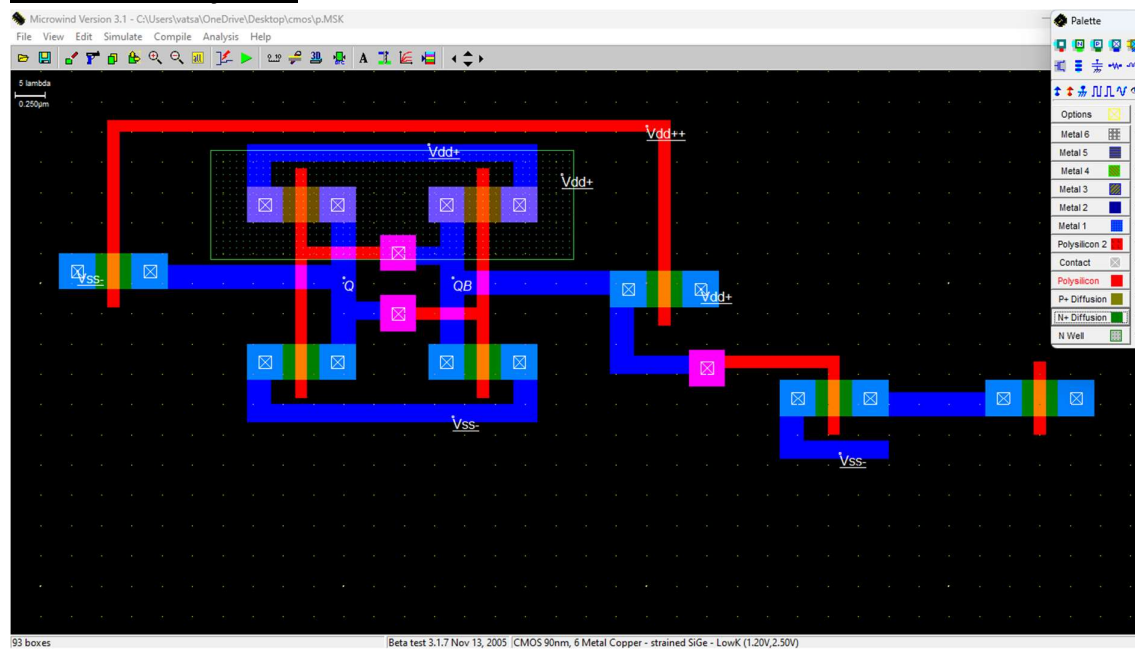 Microwind Version 3.1 - C:\Users\vatsa\OneDrive\Desktop\cmos\p.MSK
Palette
File View Edit Simulate Compile Analysis Help
5 lambda
0.250µm
Vdd++
Vdd+
Vdd+
Vss-
Q
QB
Vdd+
Vss-
Vss-
Options
Metal 6
Metal 5
Metal 4
Metal 3
Metal 2
Metal 1
Polysilicon 2
Contact
Polysilicon
P+ Diffusion
N+ Diffusion
N Well
93 boxes
Beta test 3.1.7 Nov 13, 2005
CMOS 90nm, 6 Metal Copper - strained SiGe - LowK (1.20V,2.50V)